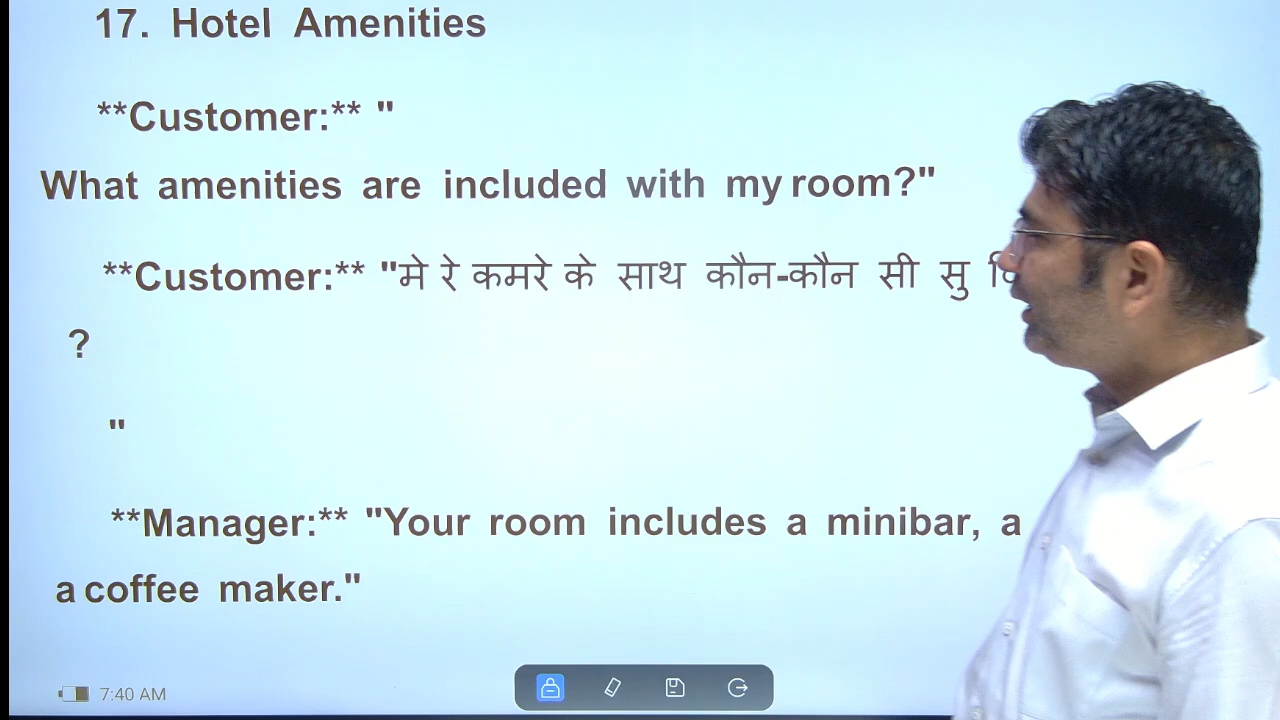 17. Hotel Amenities
**Customer:** "
What amenities are included with my room?"
**Customer:** "मे रे कमरे के साथ कौन-कौन सी सु
?
"
**Manager:** "Your room includes a minibar, a
a coffee maker."
7:40 AM